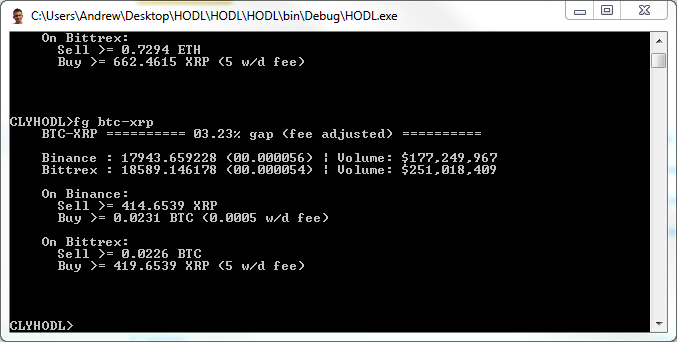 C:\Users\Andrew\Desktop\HODL\HODL\HODL\bin\Debug\HODL.exe
On Bittrex:
Sell >= 0.7294 ETH
Buy >= 662.4615 XRP (5 w/d fee)
CLYHODL>fg btc-xrp
BTC-XRP ========== 03.23% gap (fee adjusted) ==========
Binance : 17943.659228 (00.000056) ¦ Volume: $177,249,967
Bittrex : 18589.146178 (00.000054) ¦ Volume: $251,018,409
On Binance:
Sell >= 414.6539 XRP
Buy >= 0.0231 BTC (0.0005 w/d fee)
On Bittrex:
Sell >= 0.0226 BTC
Buy >= 419.6539 XRP (5 w/d fee)
CLYHODL>